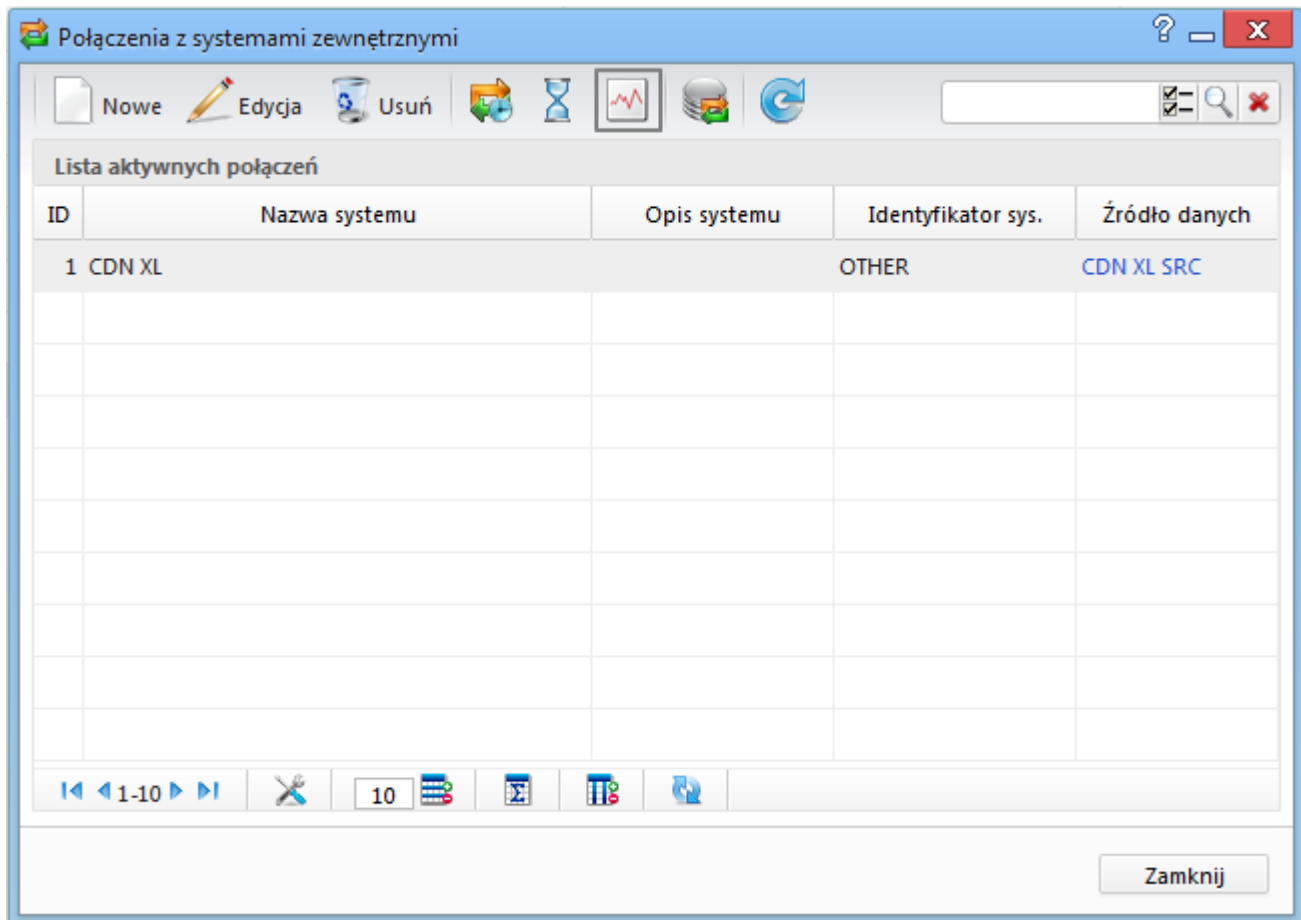 Połączenia z systemami zewnętrznymi
Nowe Edycja Usuń
Lista aktywnych połączeń
ID Nazwa systemu Opis systemu Identyfikator sys. Źródło danych
1 CDN XL OTHER CDN XL SRC
1-10 10
Zamknij